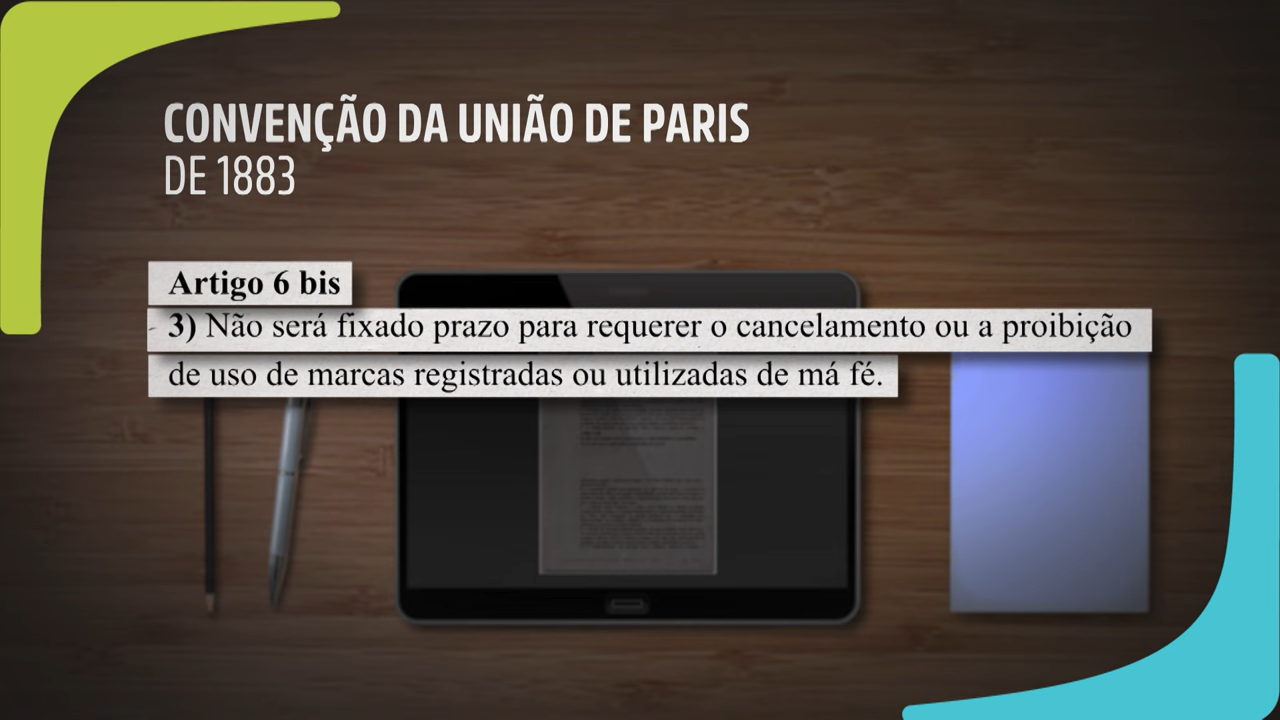 CONVENÇÃO DA UNIÃO DE PARIS
DE 1883
Artigo 6 bis
3) Não será fixado prazo para requerer o cancelamento ou a proibição
de uso de marcas registradas ou utilizadas de má fé.